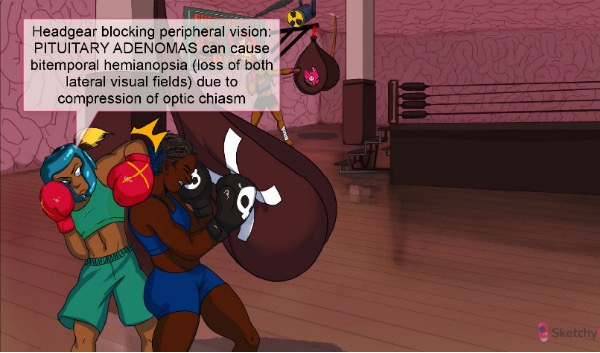 Headgear blocking peripheral vision:
PITUITARY ADENOMAS can cause
bitemporal hemianopsia (loss of both
lateral visual fields) due to
compression of optic chiasm
Sketchy